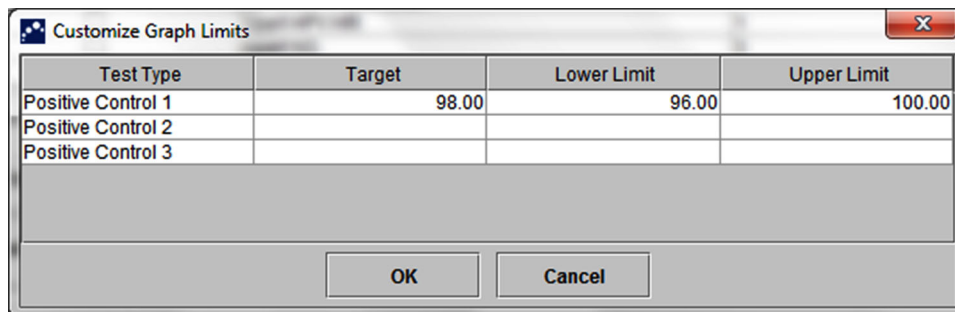 Customize Graph Limits
Test Type Target Lower Limit Upper Limit
Positive Control 1 98.00 96.00 100.00
Positive Control 2
Positive Control 3
OK Cancel